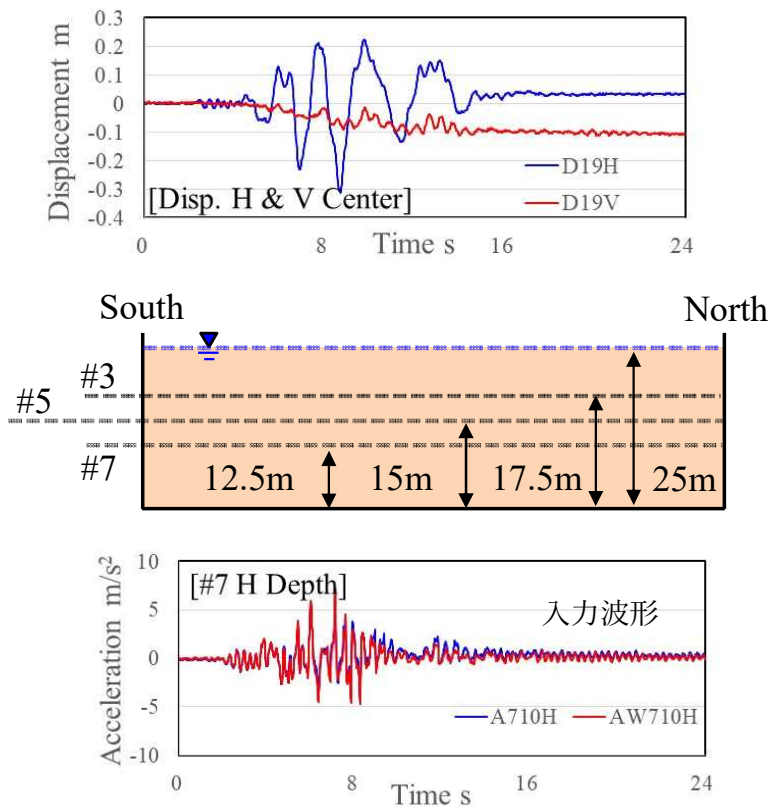 0.3
0.2
0.1
0
-0.1
-0.2
-0.3
-0.4
Displacement m
[Disp. H & V Center]
D19H
D19V
0
8
16
24
Time s
South
North
#3
#5
#7
12.5m
15m
17.5m
25m
10
5
0
-5
-10
Acceleration m/s²
[#7 H Depth]
入力波形
A710H
AW710H
0
8
16
24
Time s